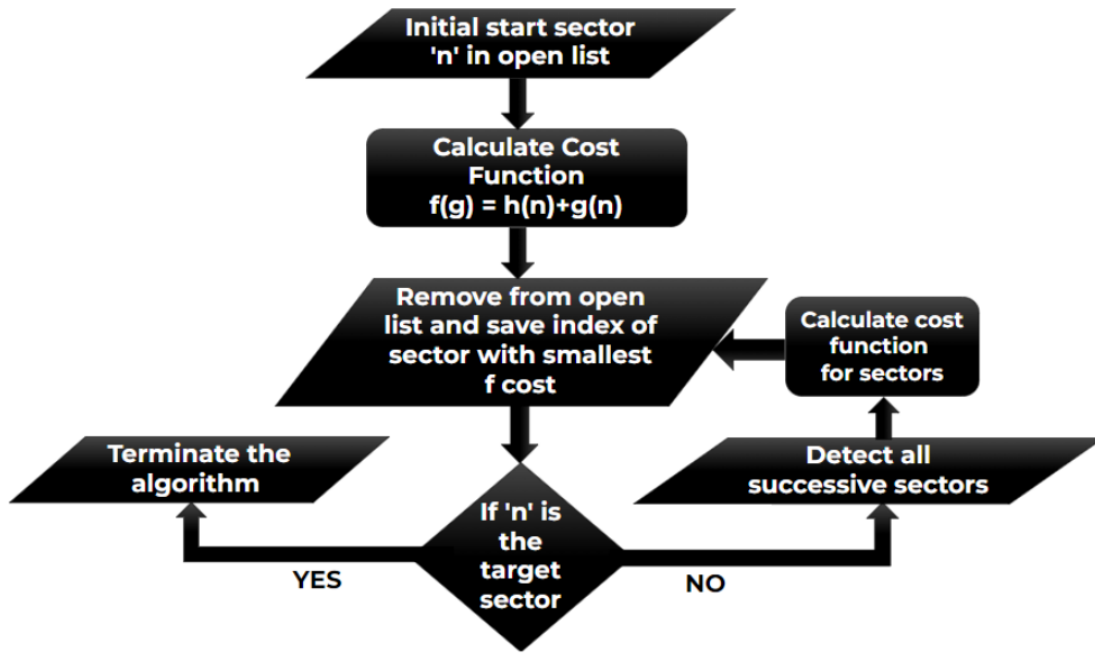 Initial start sector
'n' in open list
Calculate Cost
Function
f(g) = h(n)+g(n)
Remove from open
list and save index of
sector with smallest
f cost
Calculate cost
function
for sectors
Terminate the
algorithm
Detect all
successive sectors
If 'n' is
the
target
sector
YES
NO